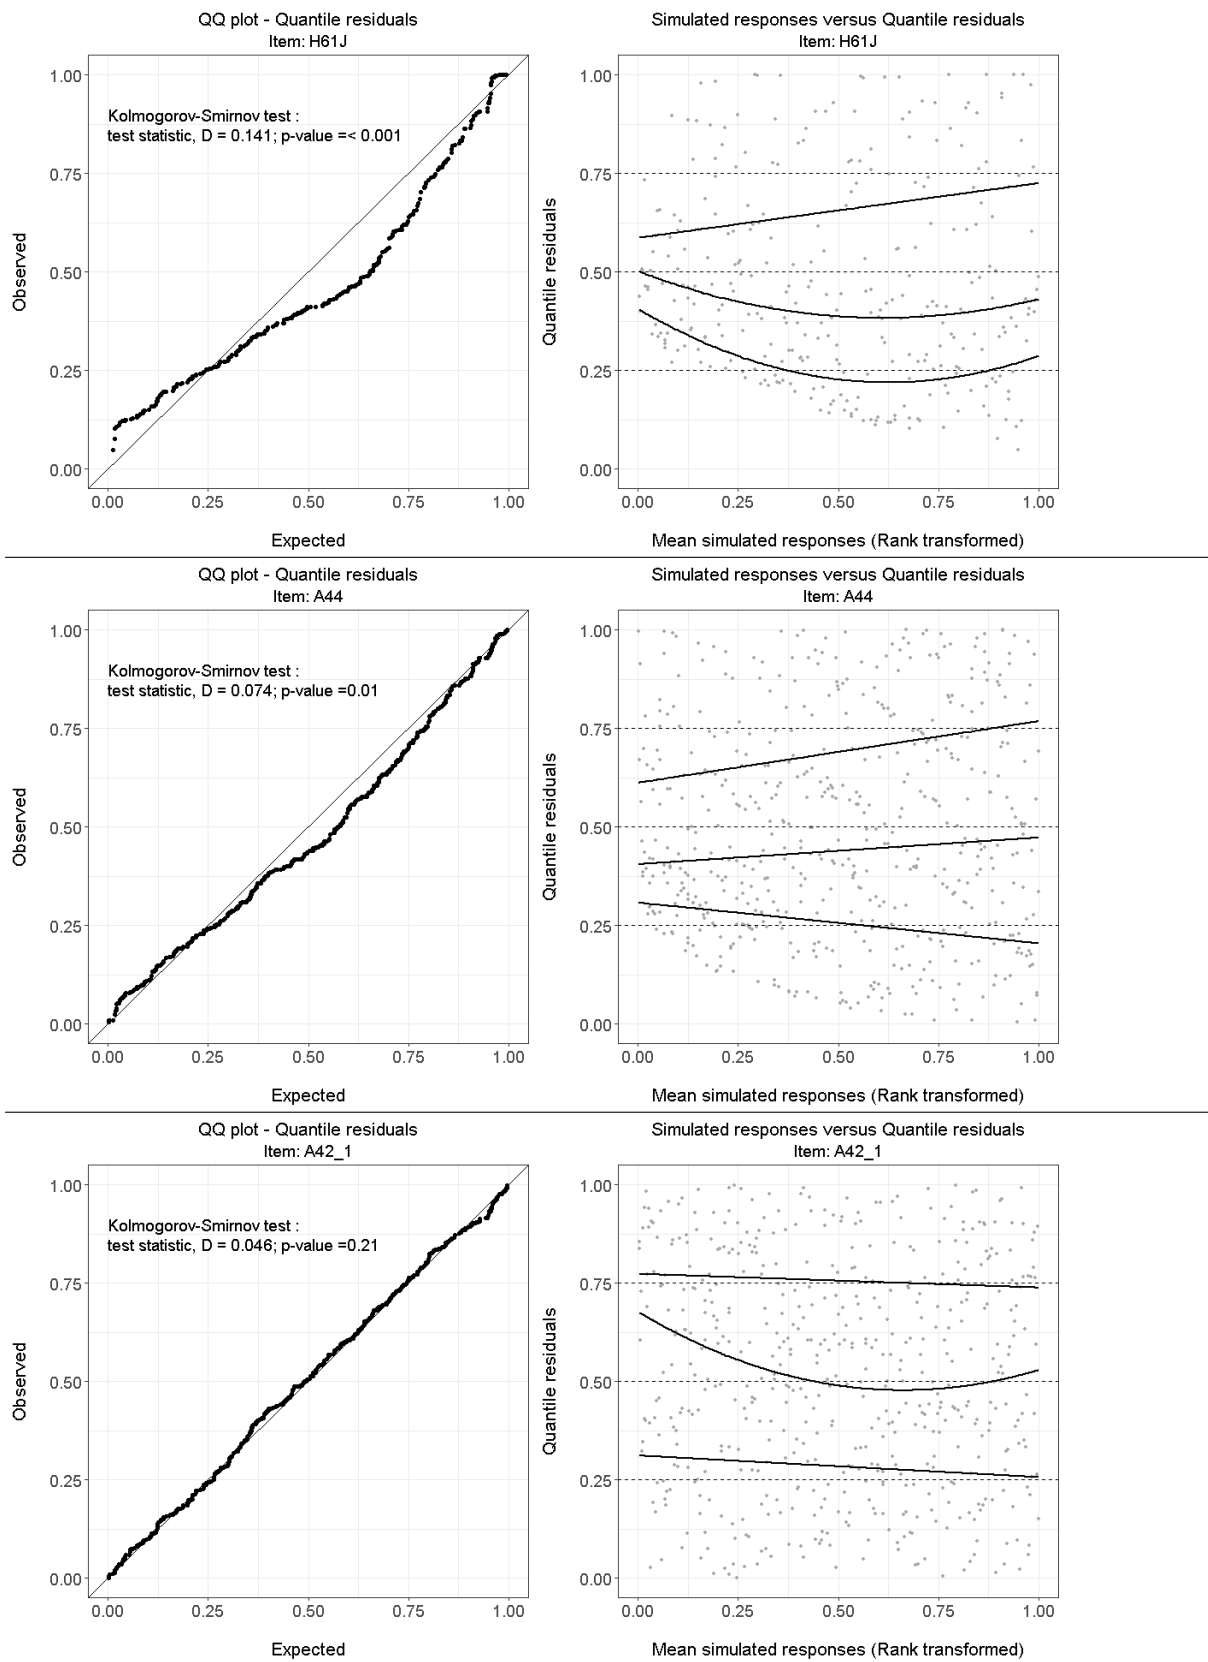 QQ plot - Quantile residuals
Item: H61J
1.00
0.75
0.50
0.25
0.00
Observed
Kolmogorov-Smirnov test :
test statistic, D = 0.141; p-value =< 0.001
0.00 0.25 0.50 0.75 1.00
Expected
Simulated responses versus Quantile residuals
Item: H61J
1.00
0.75
0.50
0.25
0.00
Quantile residuals
0.00 0.25 0.50 0.75 1.00
Mean simulated responses (Rank transformed)
QQ plot - Quantile residuals
Item: A44
1.00
0.75
0.50
0.25
0.00
Observed
Kolmogorov-Smirnov test :
test statistic, D = 0.074; p-value =0.01
0.00 0.25 0.50 0.75 1.00
Expected
Simulated responses versus Quantile residuals
Item: A44
1.00
0.75
0.50
0.25
0.00
Quantile residuals
0.00 0.25 0.50 0.75 1.00
Mean simulated responses (Rank transformed)
QQ plot - Quantile residuals
Item: A42_1
1.00
0.75
0.50
0.25
0.00
Observed
Kolmogorov-Smirnov test :
test statistic, D = 0.046; p-value =0.21
0.00 0.25 0.50 0.75 1.00
Expected
Simulated responses versus Quantile residuals
Item: A42_1
1.00
0.75
0.50
0.25
0.00
Quantile residuals
0.00 0.25 0.50 0.75 1.00
Mean simulated responses (Rank transformed)